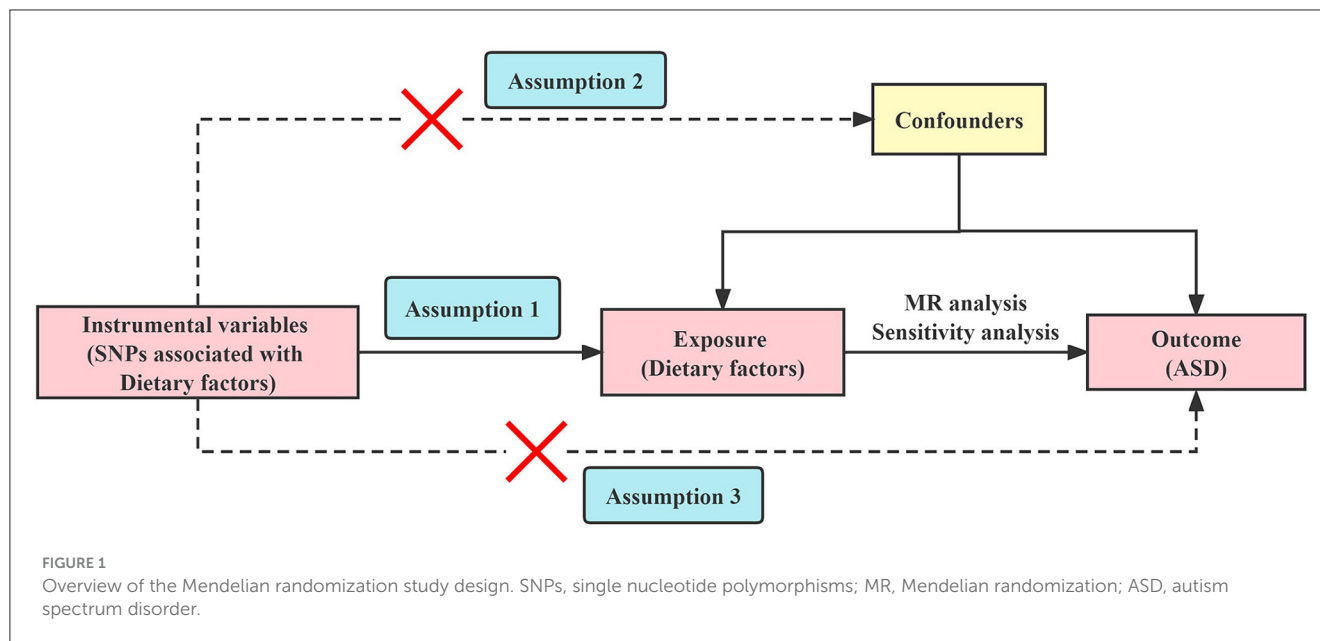 Assumption 2
Confounders
Assumption 1
MR analysis
Sensitivity analysis
Instrumental variables
(SNPs associated with
Dietary factors)
Exposure
(Dietary factors)
Outcome
(ASD)
Assumption 3
FIGURE 1
Overview of the Mendelian randomization study design. SNPs, single nucleotide polymorphisms; MR, Mendelian randomization; ASD, autism
spectrum disorder.